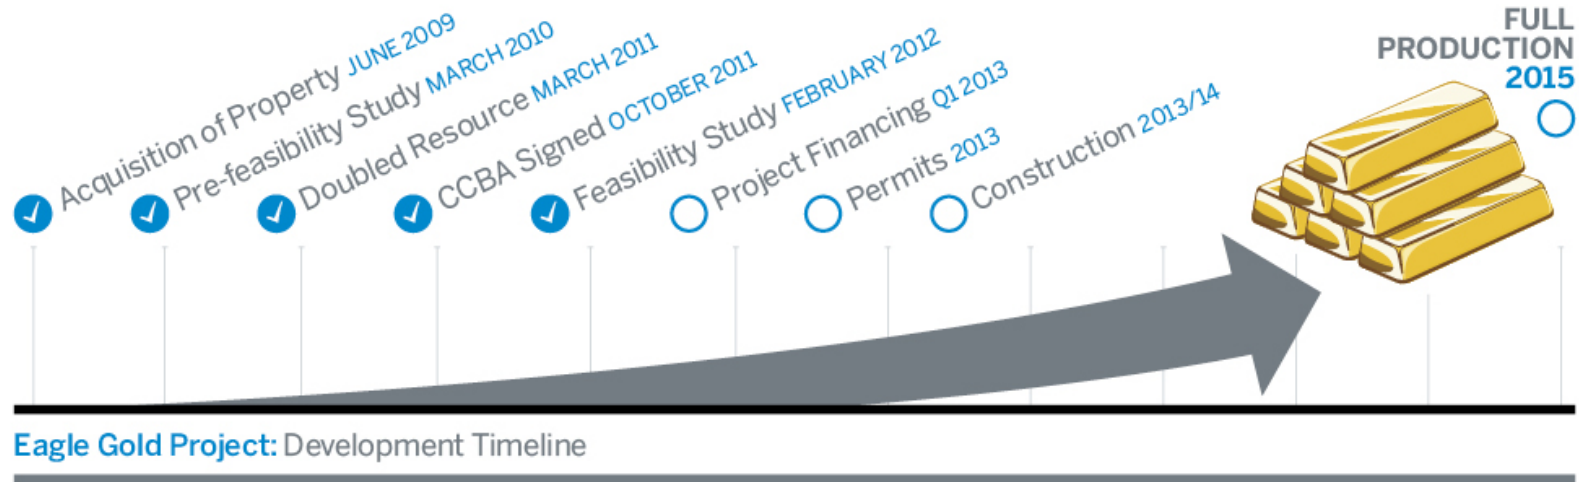 Acquisition of Property JUNE 2009
Pre-feasibility Study MARCH 2010
Doubled Resource MARCH 2011
CCBA Signed OCTOBER 2011
Feasibility Study FEBRUARY 2012
Project Financing Q1 2013
Permits 2013
Construction 2013/14
FULL
PRODUCTION
2015
Eagle Gold Project: Development Timeline